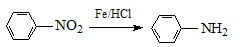 NO₂ Fe/HCl NH₂